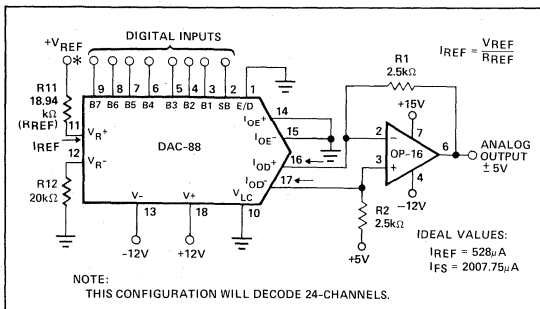 DIGITAL INPUTS
+VREF
*
R1
2.5kΩ
IREF = VREF / RREF
9 8 7 6 5 4 3 2 1
B7 B6 B5 B4 B3 B2 B1 SB E/D
R11
18.94
kΩ
(RREF)
11
VR+
IREF
12
VR-
R12
20kΩ
DAC-88
IOE+ 14
IOE- 15
IOD+ 16
IOD- 17
V- V+ VLC
13 18 10
-12V +12V
+15V
7
2 -
OP-16
6
3 +
4
-12V
ANALOG
OUTPUT
± 5V
R2
2.5kΩ
+5V
IDEAL VALUES:
IREF = 528μA
IFS = 2007.75μA
NOTE:
THIS CONFIGURATION WILL DECODE 24-CHANNELS.